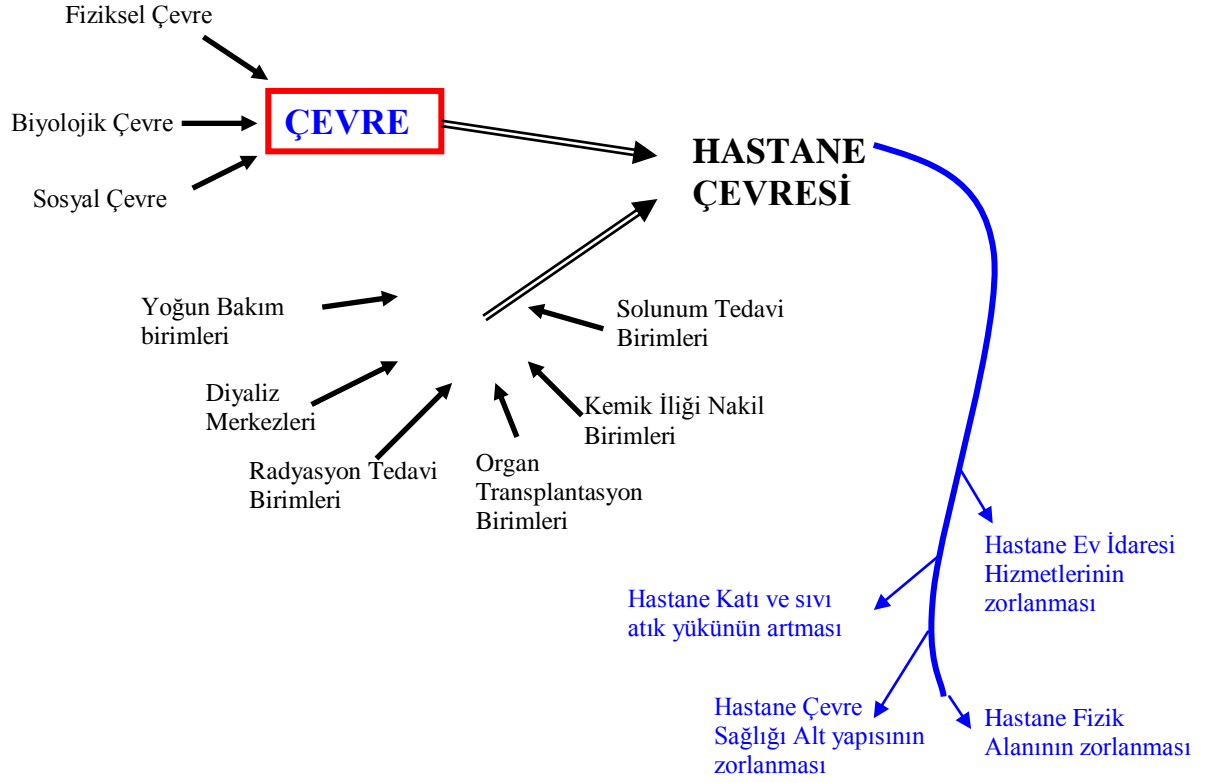 Fiziksel Çevre
Biyolojik Çevre
ÇEVRE
Sosyal Çevre
HASTANE
ÇEVRESİ
Yoğun Bakım
birimleri
Solunum Tedavi
Birimleri
Diyaliz
Merkezleri
Kemik İliği Nakil
Birimleri
Radyasyon Tedavi
Birimleri
Organ
Transplantasyon
Birimleri
Hastane Ev İdaresi
Hizmetlerinin
zorlanması
Hastane Katı ve sıvı
atık yükünün artması
Hastane Çevre
Sağlığı Alt yapısının
zorlanması
Hastane Fizik
Alanının zorlanması